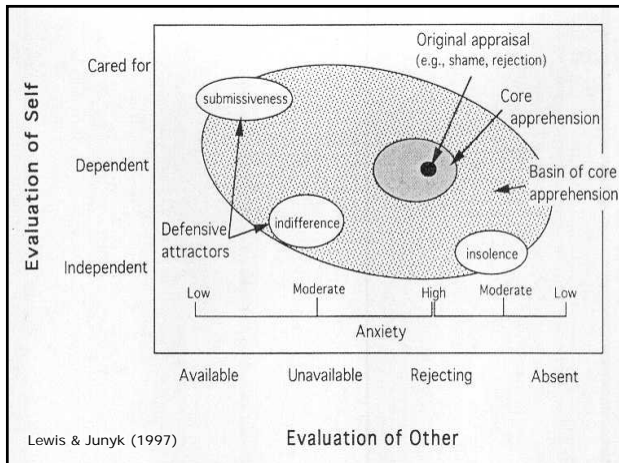 Original appraisal
(e.g., shame, rejection)
Cared for
submissiveness
Core
apprehension
Evaluation of Self
Dependent
Basin of core
apprehension
indifference
Defensive
attractors
insolence
Independent
Low
Moderate
High
Moderate
Low
Anxiety
Available
Unavailable
Rejecting
Absent
Lewis & Junyk (1997)
Evaluation of Other